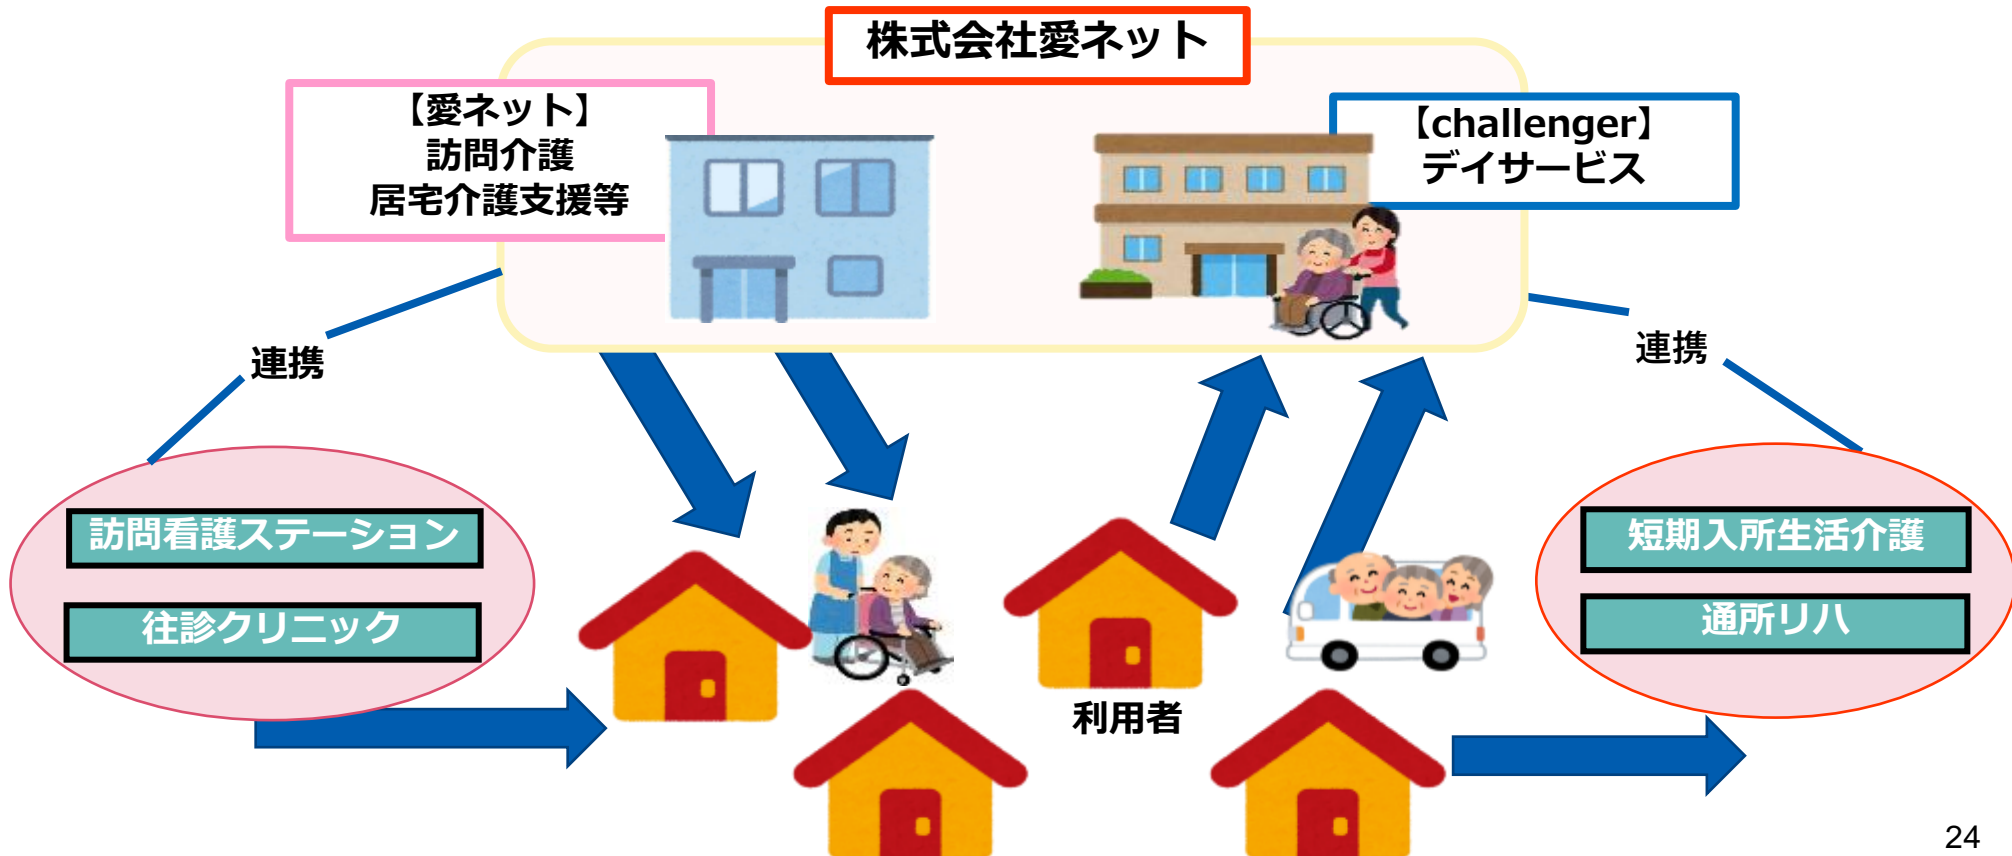 株式会社愛ネット
【愛ネット】
訪問介護
居宅介護支援等
【challenger】
デイサービス
連携
連携
訪問看護ステーション
往診クリニック
短期入所生活介護
通所リハ
利用者
24